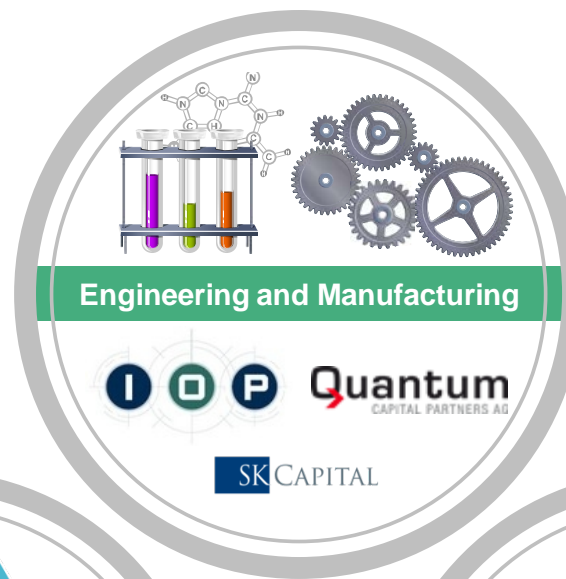 Engineering and Manufacturing
IOP
Quantum
CAPITAL PARTNERS AG
SK CAPITAL